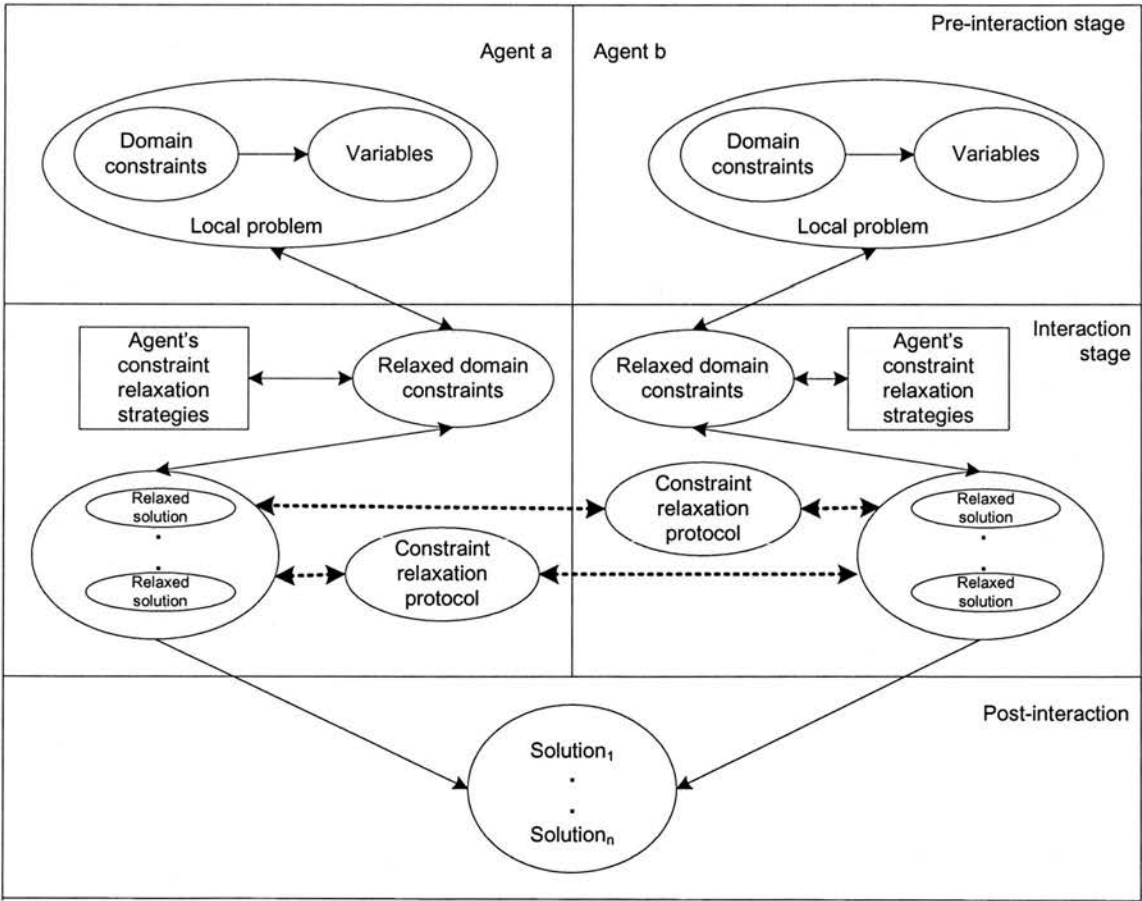 Pre-interaction stage
Agent a
Agent b
Domain
constraints
Variables
Local problem
Domain
constraints
Variables
Local problem
Interaction
stage
Agent's
constraint
relaxation
strategies
Relaxed domain
constraints
Relaxed domain
constraints
Agent's
constraint
relaxation
strategies
Relaxed
solution
.
.
Relaxed
solution
Constraint
relaxation
protocol
Constraint
relaxation
protocol
Relaxed
solution
.
.
Relaxed
solution
Post-interaction
Solution₁
.
.
Solutionₙ